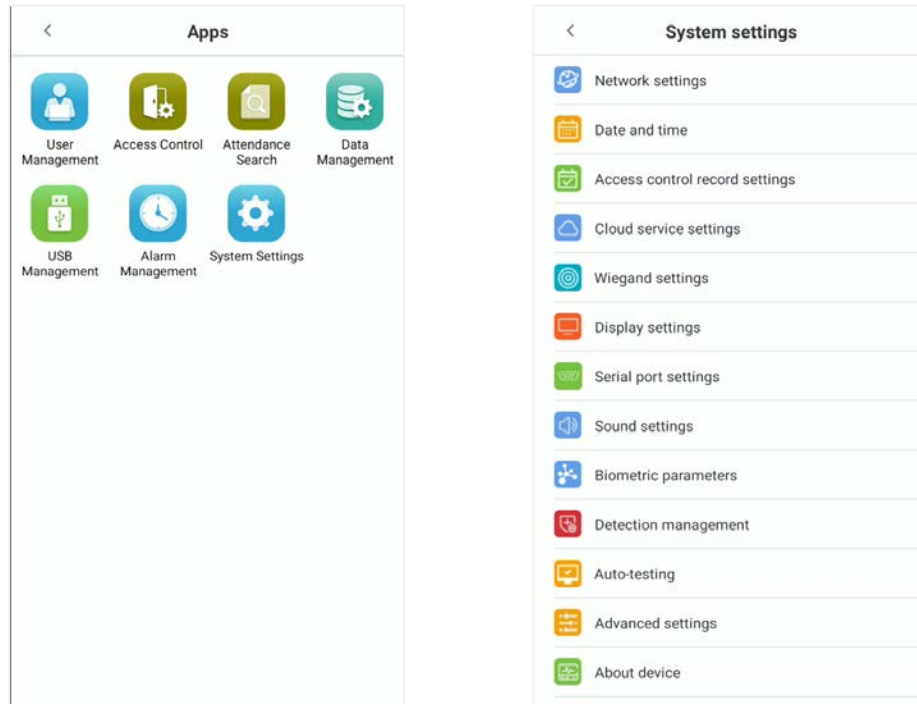 Apps
User
Management
Access Control
Attendance
Search
Data
Management
USB
Management
Alarm
Management
System Settings
System settings
Network settings
Date and time
Access control record settings
Cloud service settings
Wiegand settings
Display settings
Serial port settings
Sound settings
Biometric parameters
Detection management
Auto-testing
Advanced settings
About device